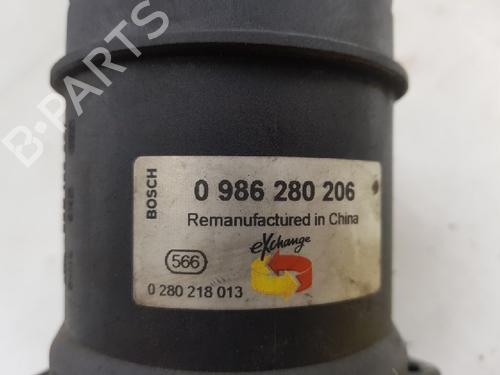 B-PARTS
BOSCH
0 986 280 206
Remanufactured in China
eXchange
566
0 280 218 013